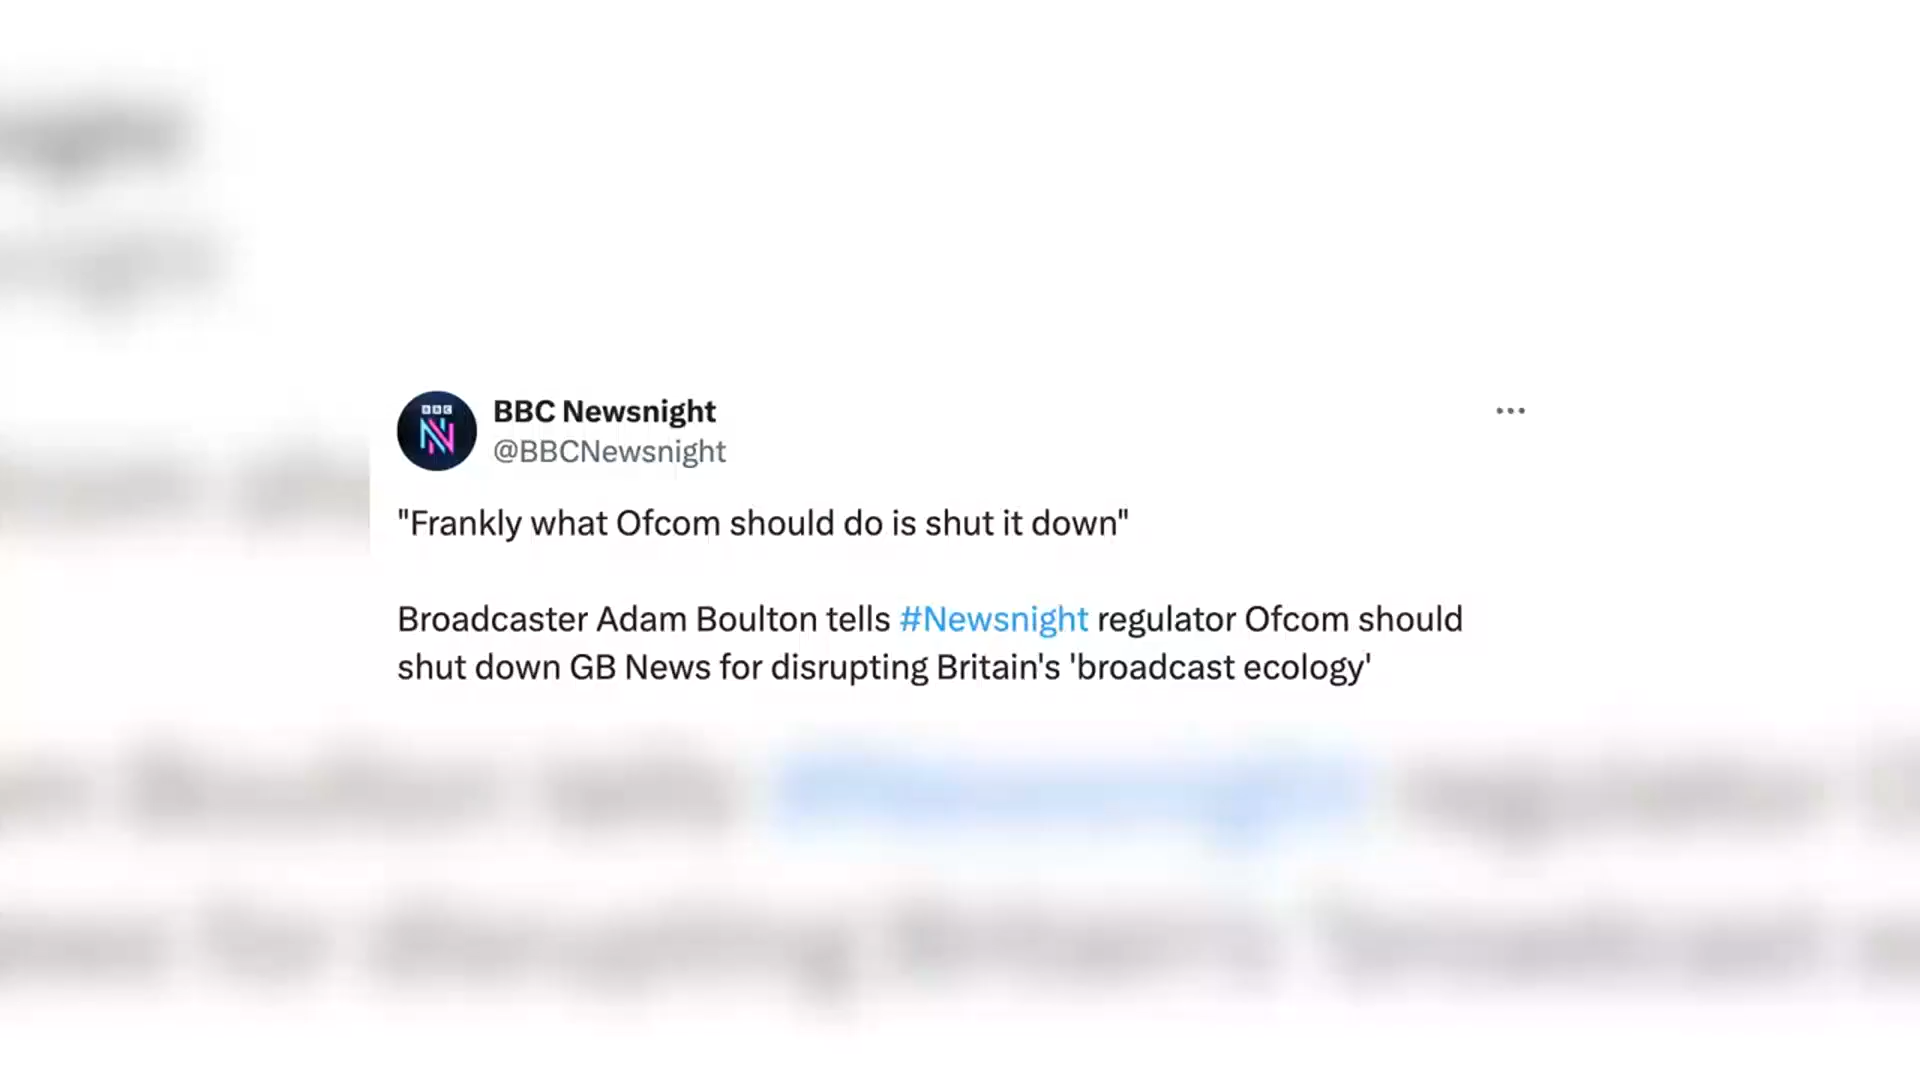 BBC
BBC Newsnight
@BBCNewsnight
"Frankly what Ofcom should do is shut it down"
Broadcaster Adam Boulton tells #Newsnight regulator Ofcom should
shut down GB News for disrupting Britain's 'broadcast ecology'